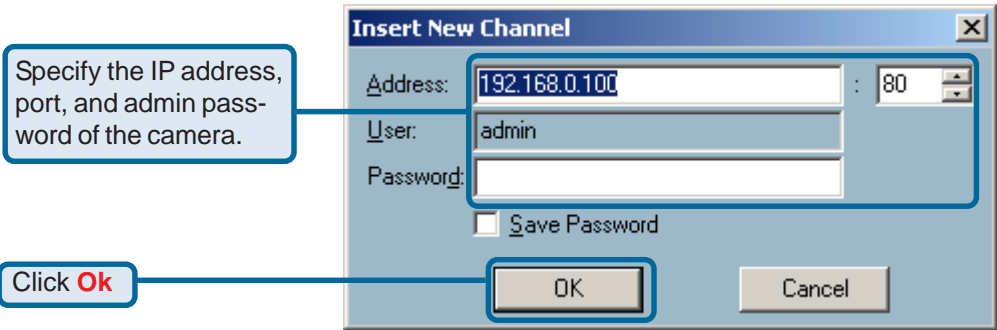 Insert New Channel
Specify the IP address,
port, and admin pass-
word of the camera.
Address: 192.168.0.100 : 80
User: admin
Password:
Save Password
Click Ok
OK Cancel